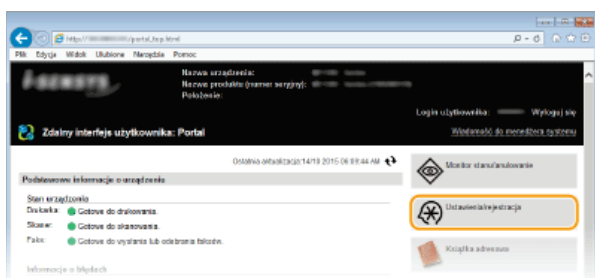 http:// /portal_top.html
Plik Edycja Widok Ulubione Narzędzia Pomoc
Nazwa urządzenia:
Nazwa produktu (numer seryjny):
Położenie:
Login użytkownika: Wyloguj się
Zdalny interfejs użytkownika: Portal
Wiadomość do menedżera systemu
Ostatnia aktualizacja:14/10 2015 06:09:44 AM
Monitor stanu/anulowanie
Podstawowe informacje o urządzeniu
Stan urządzenia
Drukarka: Gotowe do drukowania.
Ustawienia/rejestracja
Skaner: Gotowe do skanowania.
Faks: Gotowe do wysłania lub odebrania faksów.
Książka adresowa
Informacje o błędach